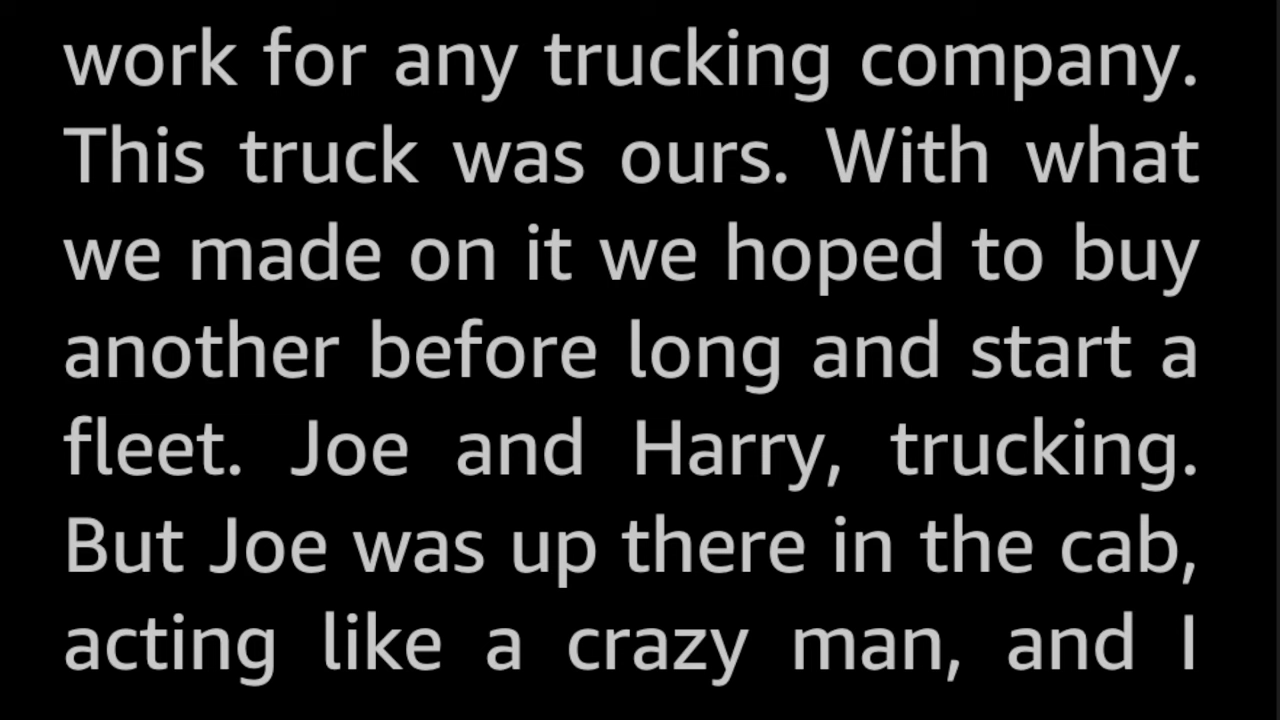 work for any trucking company.
This truck was ours. With what
we made on it we hoped to buy
another before long and start a
fleet. Joe and Harry, trucking.
But Joe was up there in the cab,
acting like a crazy man, and I